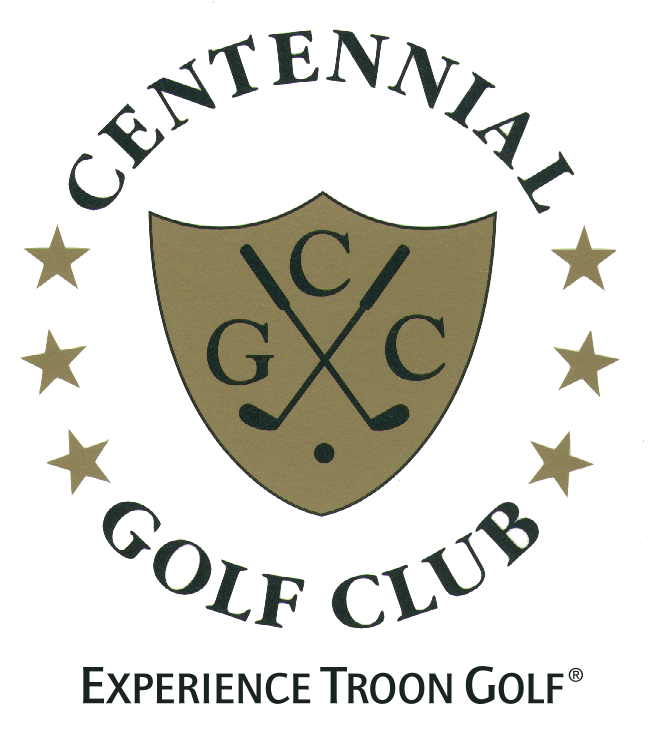 CENTENNIAL
C
G C
GOLF CLUB
EXPERIENCE TROON GOLF®